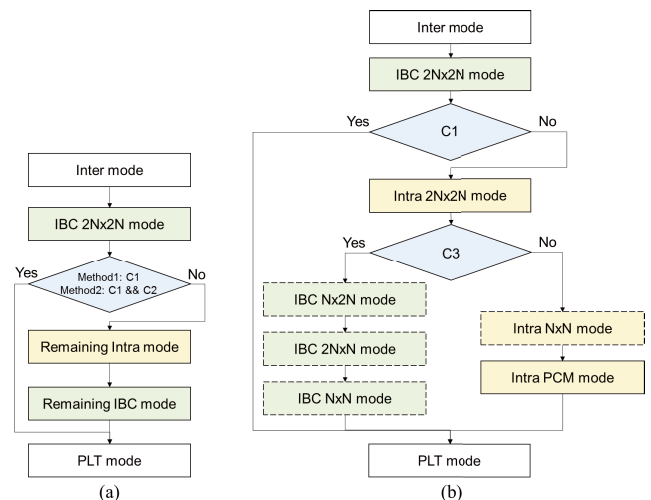 Inter mode
IBC 2Nx2N mode
Yes
No
Method1: C1
Method2: C1 && C2
Remaining Intra mode
Remaining IBC mode
PLT mode
(a)
Inter mode
IBC 2Nx2N mode
Yes
No
C1
Intra 2Nx2N mode
Yes
No
C3
IBC Nx2N mode
IBC 2NxN mode
IBC NxN mode
Intra NxN mode
Intra PCM mode
PLT mode
(b)